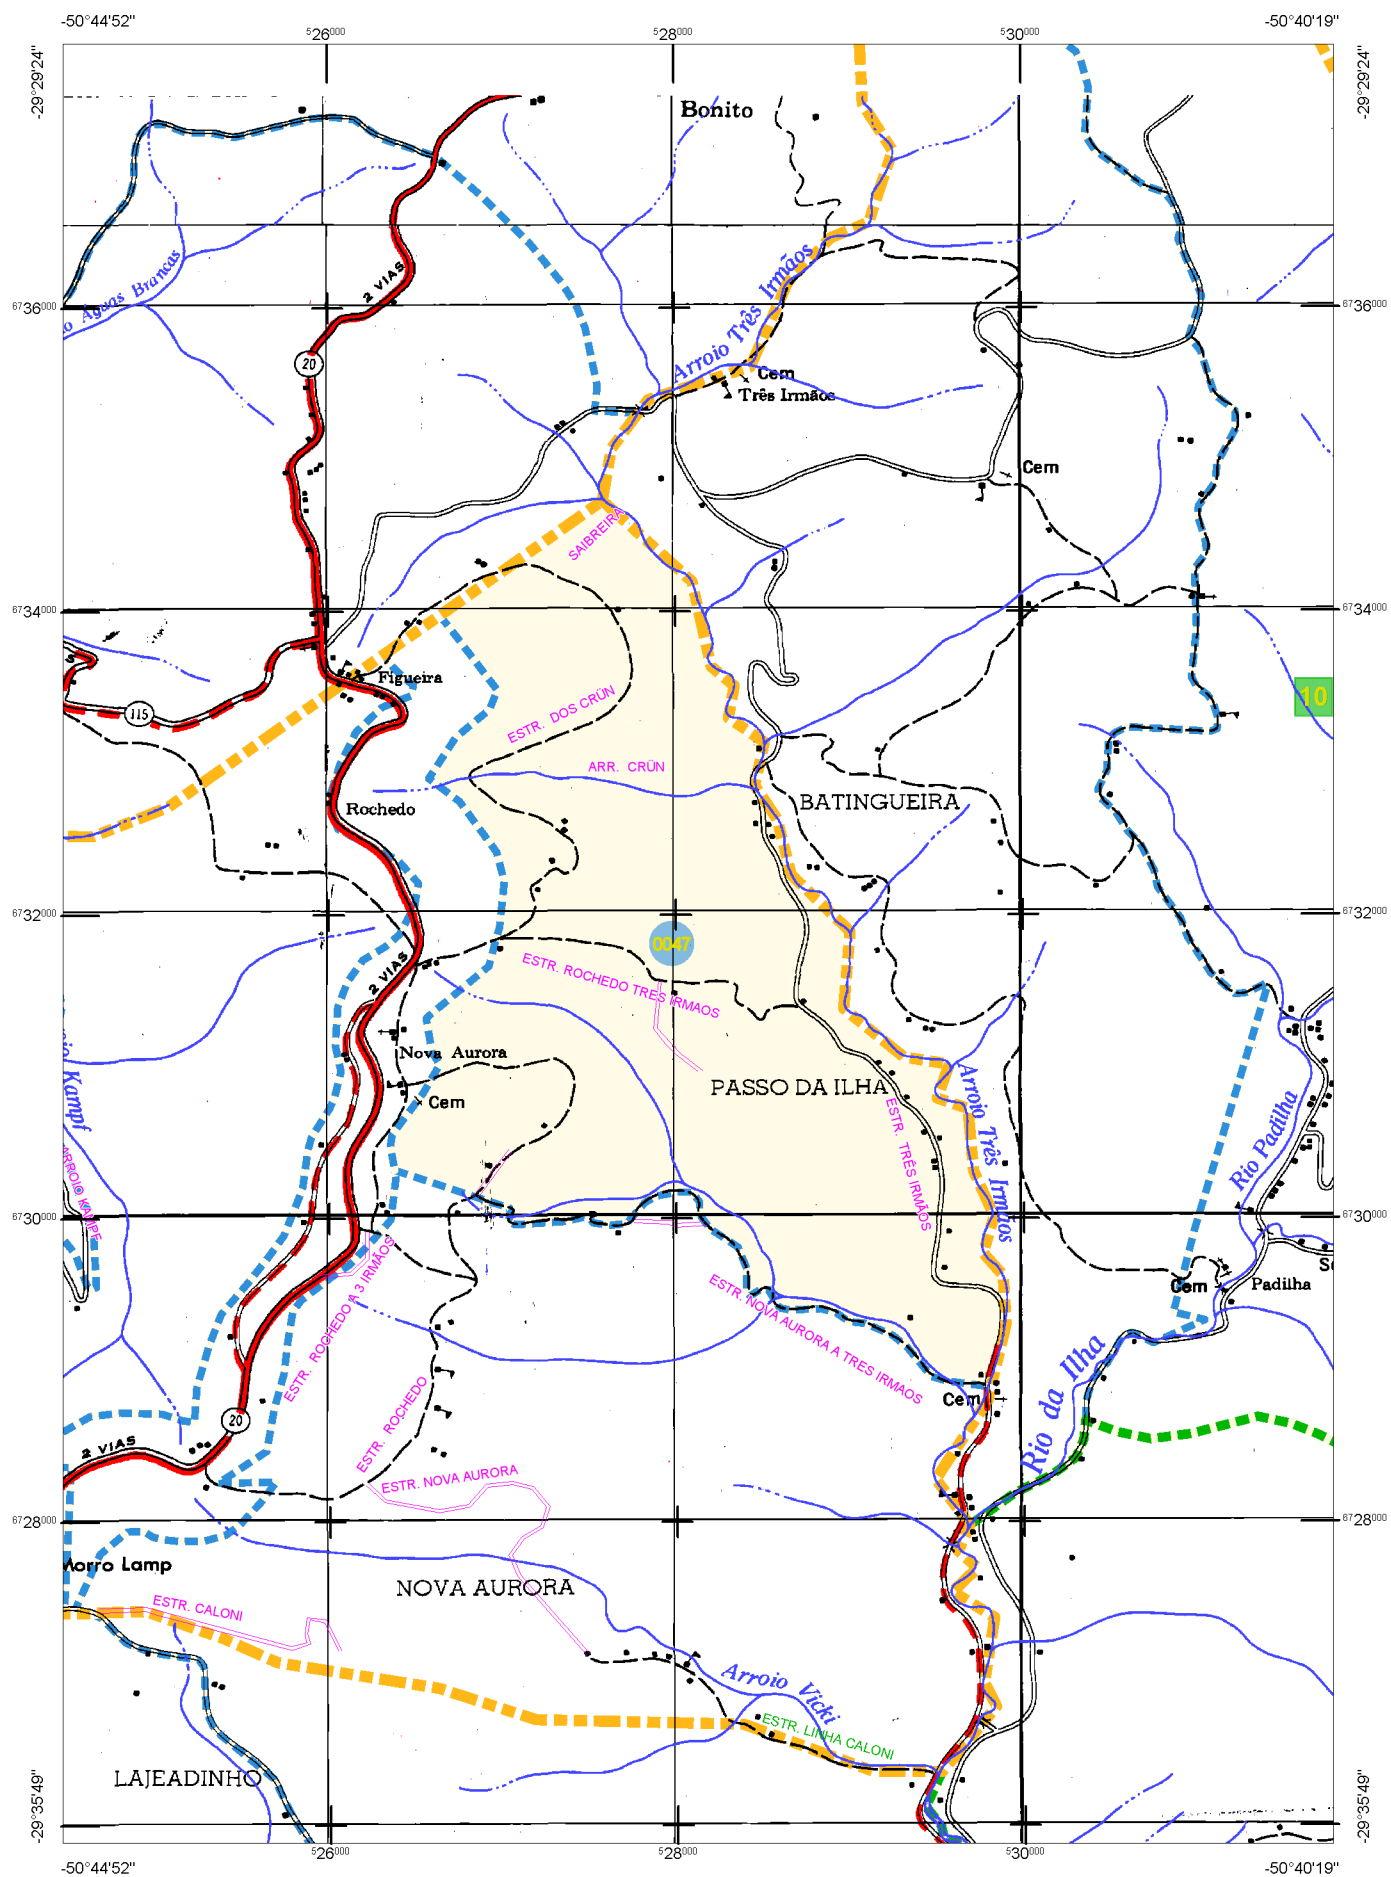 -50°44'52"
-50°40'19"
526000
528000
530000
-29°29'24"
-29°29'24"
Bonito
Aguas Brancas
2 VIAS
Arroio Três Irmãos
6736000
6736000
20
Cem
Três Irmãos
Cem
SAIBREIRA
6734000
6734000
Figueira
115
ESTR. DOS CRÜN
10
ARR. CRÜN
Rochedo
BATINGUEIRA
6732000
6732000
0047
2 VIAS
ESTR. ROCHEDO TRES IRMAOS
Nova Aurora
Kampf
PASSO DA ILHA
Cem
Arroio Três Irmãos
ESTR. TRÊS IRMÃOS
Rio Padilha
ARROIO KAMPF
6730000
6730000
ESTR. ROCHEDO A 3 IRMÃOS
Cem
Padilha
ESTR. NOVA AURORA A TRES IRMAOS
Rio da Ilha
Cem
ESTR. ROCHEDO
20
2 VIAS
ESTR. NOVA AURORA
6728000
6728000
Morro Lamp
NOVA AURORA
ESTR. CALONI
Arroio Vicki
ESTR. LINHA CALONI
LAJEADINHO
-29°35'49"
-29°35'49"
526000
528000
530000
-50°44'52"
-50°40'19"